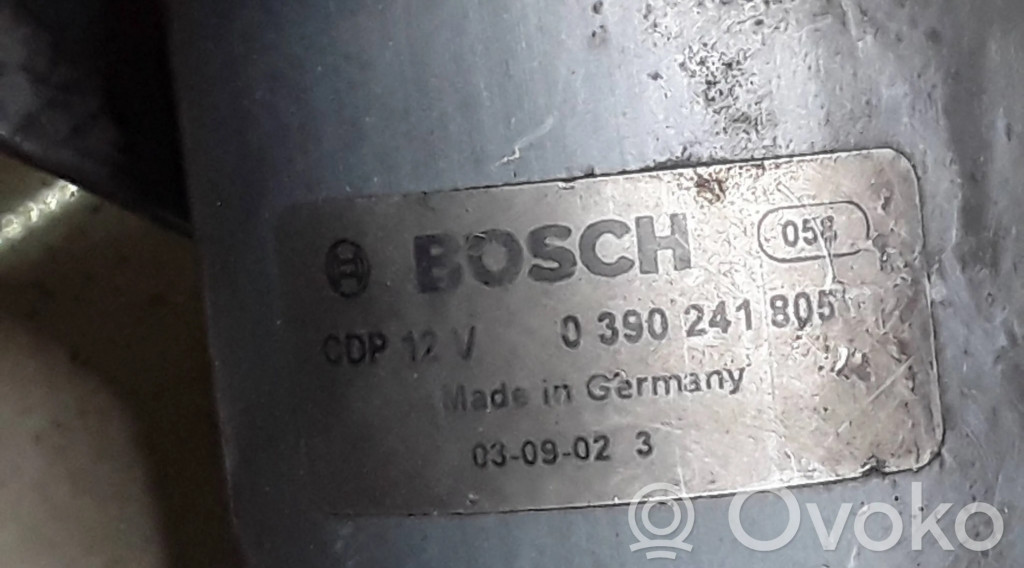 BOSCH
CDP 12 V 0 390 241 805
Made in Germany
03-09-02 3
Ovoko